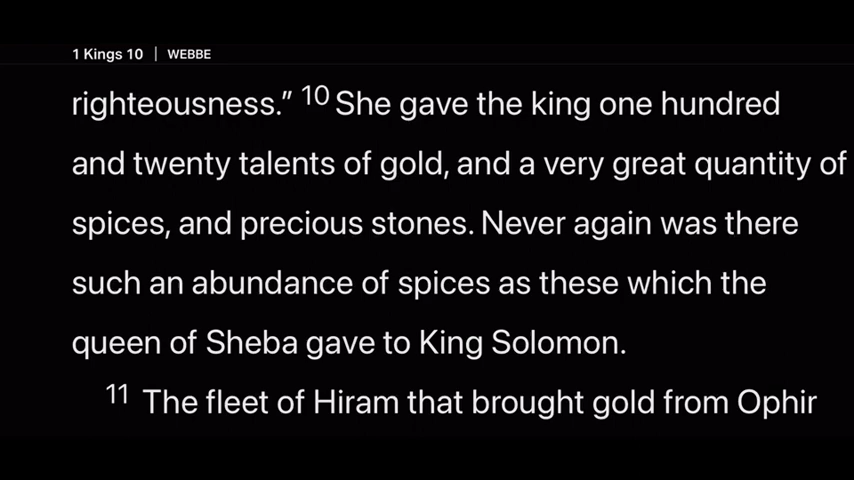 1 Kings 10 | WEBBE
righteousness.” 10 She gave the king one hundred
and twenty talents of gold, and a very great quantity of
spices, and precious stones. Never again was there
such an abundance of spices as these which the
queen of Sheba gave to King Solomon.
11 The fleet of Hiram that brought gold from Ophir